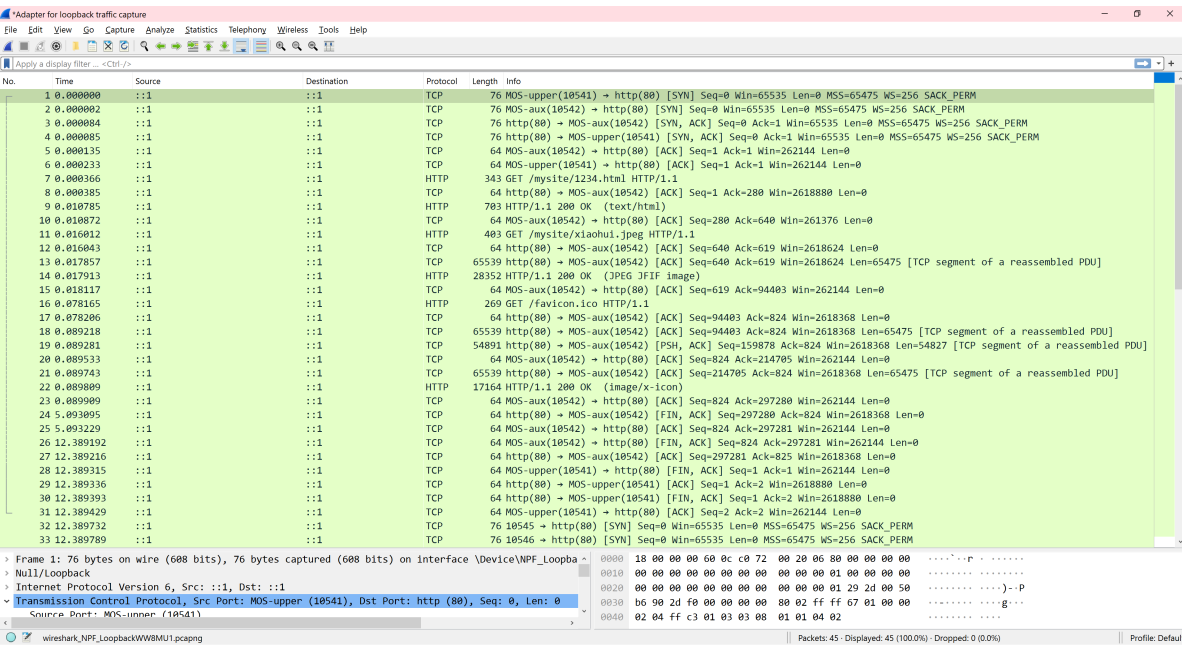 *Adapter for loopback traffic capture
File Edit View Go Capture Analyze Statistics Telephony Wireless Tools Help
Apply a display filter ... <Ctrl-/>
No. Time Source Destination Protocol Length Info
1 0.000000 ::1 ::1 TCP 76 MOS-upper(10541) → http(80) [SYN] Seq=0 Win=65535 Len=0 MSS=65475 WS=256 SACK_PERM
2 0.000002 ::1 ::1 TCP 76 MOS-aux(10542) → http(80) [SYN] Seq=0 Win=65535 Len=0 MSS=65475 WS=256 SACK_PERM
3 0.000084 ::1 ::1 TCP 76 http(80) → MOS-aux(10542) [SYN, ACK] Seq=0 Ack=1 Win=65535 Len=0 MSS=65475 WS=256 SACK_PERM
4 0.000085 ::1 ::1 TCP 76 http(80) → MOS-upper(10541) [SYN, ACK] Seq=0 Ack=1 Win=65535 Len=0 MSS=65475 WS=256 SACK_PERM
5 0.000135 ::1 ::1 TCP 64 MOS-aux(10542) → http(80) [ACK] Seq=1 Ack=1 Win=262144 Len=0
6 0.000233 ::1 ::1 TCP 64 MOS-upper(10541) → http(80) [ACK] Seq=1 Ack=1 Win=262144 Len=0
7 0.000366 ::1 ::1 HTTP 343 GET /mysite/1234.html HTTP/1.1
8 0.000385 ::1 ::1 TCP 64 http(80) → MOS-aux(10542) [ACK] Seq=1 Ack=280 Win=2618880 Len=0
9 0.010785 ::1 ::1 HTTP 703 HTTP/1.1 200 OK (text/html)
10 0.010872 ::1 ::1 TCP 64 MOS-aux(10542) → http(80) [ACK] Seq=280 Ack=640 Win=261376 Len=0
11 0.016012 ::1 ::1 HTTP 403 GET /mysite/xiaohui.jpeg HTTP/1.1
12 0.016043 ::1 ::1 TCP 64 http(80) → MOS-aux(10542) [ACK] Seq=640 Ack=619 Win=2618624 Len=0
13 0.017857 ::1 ::1 TCP 65539 http(80) → MOS-aux(10542) [ACK] Seq=640 Ack=619 Win=2618624 Len=65475 [TCP segment of a reassembled PDU]
14 0.017913 ::1 ::1 HTTP 28352 HTTP/1.1 200 OK (JPEG JFIF image)
15 0.018117 ::1 ::1 TCP 64 MOS-aux(10542) → http(80) [ACK] Seq=619 Ack=94403 Win=262144 Len=0
16 0.078165 ::1 ::1 HTTP 269 GET /favicon.ico HTTP/1.1
17 0.078206 ::1 ::1 TCP 64 http(80) → MOS-aux(10542) [ACK] Seq=94403 Ack=824 Win=2618368 Len=0
18 0.089218 ::1 ::1 TCP 65539 http(80) → MOS-aux(10542) [ACK] Seq=94403 Ack=824 Win=2618368 Len=65475 [TCP segment of a reassembled PDU]
19 0.089281 ::1 ::1 TCP 54891 http(80) → MOS-aux(10542) [PSH, ACK] Seq=159878 Ack=824 Win=2618368 Len=54827 [TCP segment of a reassembled PDU]
20 0.089533 ::1 ::1 TCP 64 MOS-aux(10542) → http(80) [ACK] Seq=824 Ack=214705 Win=262144 Len=0
21 0.089743 ::1 ::1 TCP 65539 http(80) → MOS-aux(10542) [ACK] Seq=214705 Ack=824 Win=2618368 Len=65475 [TCP segment of a reassembled PDU]
22 0.089809 ::1 ::1 HTTP 17164 HTTP/1.1 200 OK (image/x-icon)
23 0.089909 ::1 ::1 TCP 64 MOS-aux(10542) → http(80) [ACK] Seq=824 Ack=297280 Win=262144 Len=0
24 5.093095 ::1 ::1 TCP 64 http(80) → MOS-aux(10542) [FIN, ACK] Seq=297280 Ack=824 Win=2618368 Len=0
25 5.093229 ::1 ::1 TCP 64 MOS-aux(10542) → http(80) [ACK] Seq=824 Ack=297281 Win=262144 Len=0
26 12.389192 ::1 ::1 TCP 64 MOS-aux(10542) → http(80) [FIN, ACK] Seq=824 Ack=297281 Win=262144 Len=0
27 12.389216 ::1 ::1 TCP 64 http(80) → MOS-aux(10542) [ACK] Seq=297281 Ack=825 Win=2618368 Len=0
28 12.389315 ::1 ::1 TCP 64 MOS-upper(10541) → http(80) [FIN, ACK] Seq=1 Ack=1 Win=262144 Len=0
29 12.389336 ::1 ::1 TCP 64 http(80) → MOS-upper(10541) [ACK] Seq=1 Ack=2 Win=2618880 Len=0
30 12.389393 ::1 ::1 TCP 64 http(80) → MOS-upper(10541) [FIN, ACK] Seq=1 Ack=2 Win=2618880 Len=0
31 12.389429 ::1 ::1 TCP 64 MOS-upper(10541) → http(80) [ACK] Seq=2 Ack=2 Win=262144 Len=0
32 12.389732 ::1 ::1 TCP 76 10545 → http(80) [SYN] Seq=0 Win=65535 Len=0 MSS=65475 WS=256 SACK_PERM
33 12.389789 ::1 ::1 TCP 76 10546 → http(80) [SYN] Seq=0 Win=65535 Len=0 MSS=65475 WS=256 SACK_PERM
Frame 1: 76 bytes on wire (608 bits), 76 bytes captured (608 bits) on interface \Device\NPF_Loopba
Null/Loopback
Internet Protocol Version 6, Src: ::1, Dst: ::1
Transmission Control Protocol, Src Port: MOS-upper (10541), Dst Port: http (80), Seq: 0, Len: 0
Source Port: MOS-upper (10541)
0000 18 00 00 00 60 0c c0 72 00 20 06 80 00 00 00 00 ····`··r · ······
0010 00 00 00 00 00 00 00 00 00 00 00 01 00 00 00 00 ········ ········
0020 00 00 00 00 00 00 00 00 00 00 00 01 29 2d 00 50 ········ ····)-·P
0030 b6 90 2d f0 00 00 00 00 80 02 ff ff 67 01 00 00 ··-····· ····g···
0040 02 04 ff c3 01 03 03 08 01 01 04 02 ········ ····
wireshark_NPF_LoopbackWW8MU1.pcapng
Packets: 45 · Displayed: 45 (100.0%) · Dropped: 0 (0.0%)
Profile: Defaul